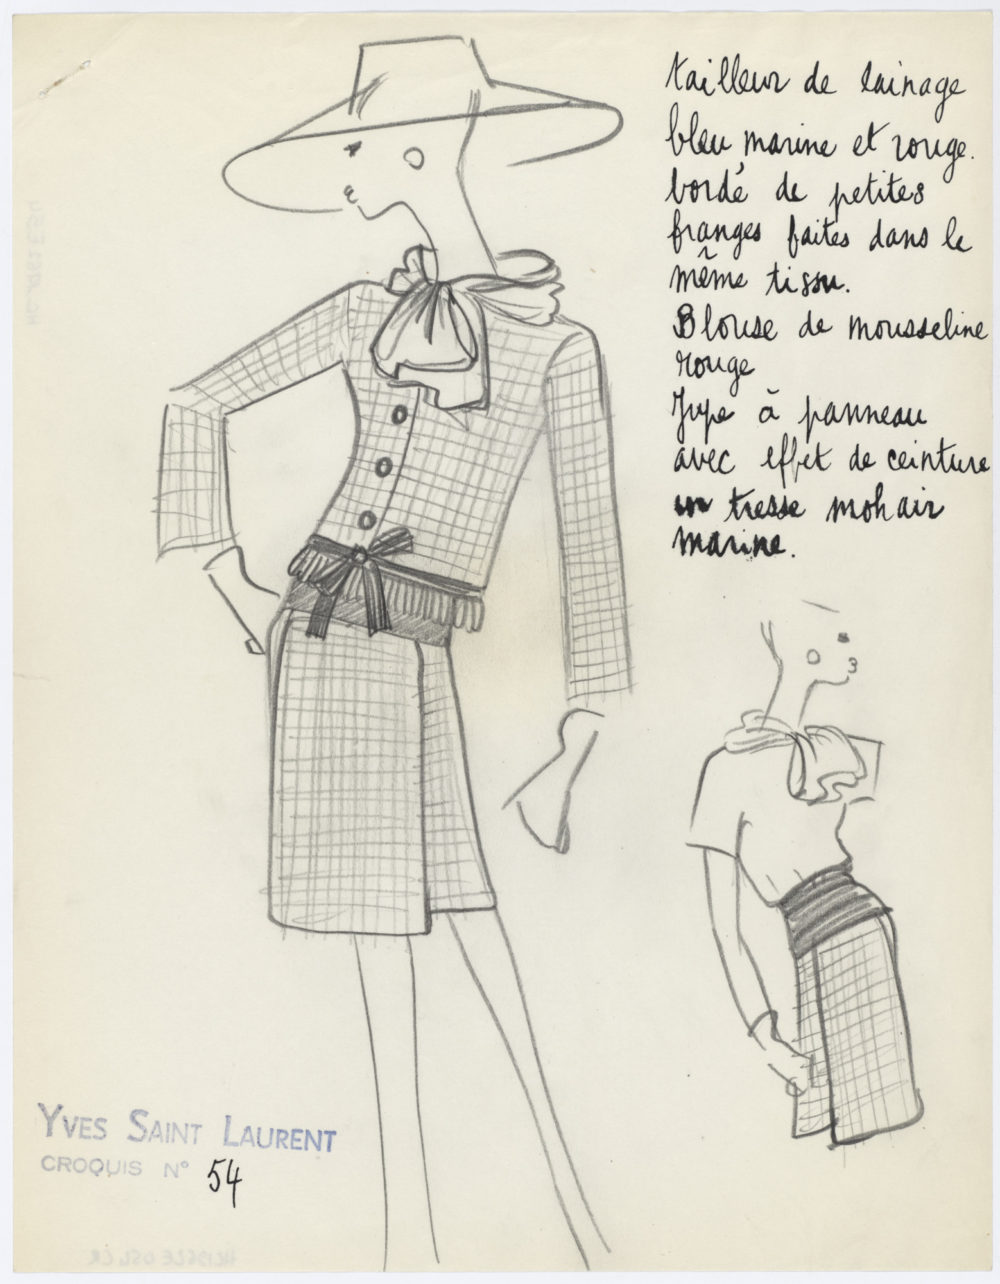 tailleur de lainage
bleu marine et rouge.
bordé de petites
franges faites dans le
même tissu.
Blouse de mousseline
rouge
Jupe à panneau
avec effet de ceinture
en tresse mohair
marine.
YVES SAINT LAURENT
CROQUIS N° 54